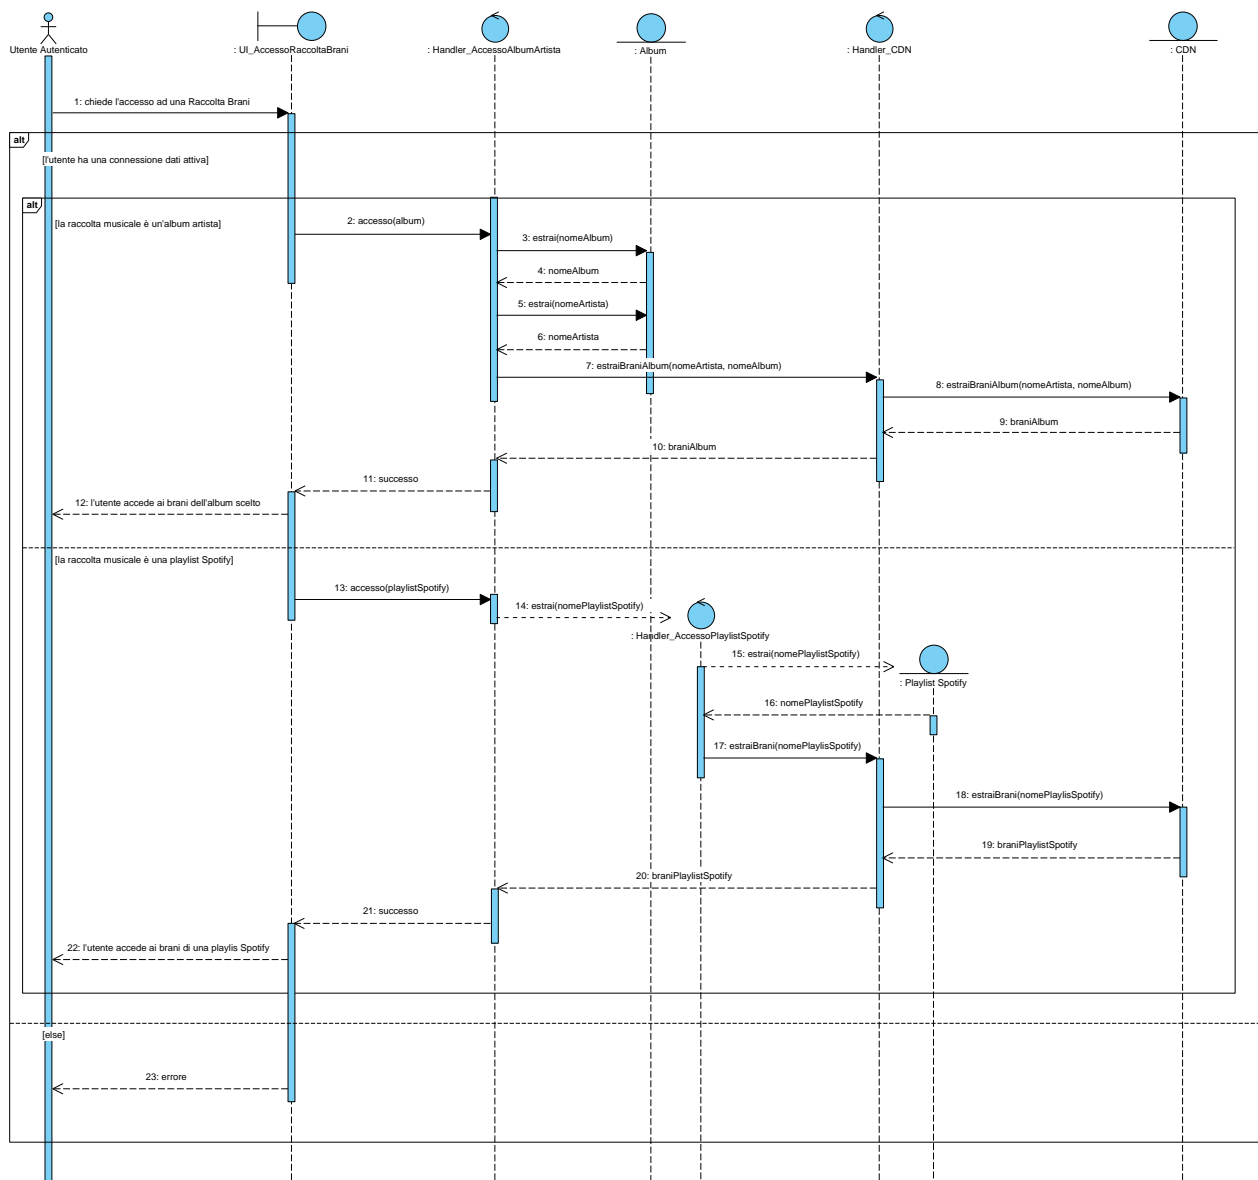 Utente Autenticato
: UI_AccessoRaccoltaBrani
: Handler_AccessoAlbumArtista
: Album
: Handler_CDN
: CDN
1: chiede l'accesso ad una Raccolta Brani
alt
[l'utente ha una connessione dati attiva]
alt
[la raccolta musicale è un'album artista]
2: accesso(album)
3: estrai(nomeAlbum)
4: nomeAlbum
5: estrai(nomeArtista)
6: nomeArtista
7: estraiBraniAlbum(nomeArtista, nomeAlbum)
8: estraiBraniAlbum(nomeArtista, nomeAlbum)
9: braniAlbum
10: braniAlbum
11: successo
12: l'utente accede ai brani dell'album scelto
[la raccolta musicale è una playlist Spotify]
13: accesso(playlistSpotify)
14: estrai(nomePlaylistSpotify)
: Handler_AccessoPlaylistSpotify
15: estrai(nomePlaylistSpotify)
: Playlist Spotify
16: nomePlaylistSpotify
17: estraiBrani(nomePlaylisSpotify)
18: estraiBrani(nomePlaylisSpotify)
19: braniPlaylistSpotify
20: braniPlaylistSpotify
21: successo
22: l'utente accede ai brani di una playlis Spotify
[else]
23: errore